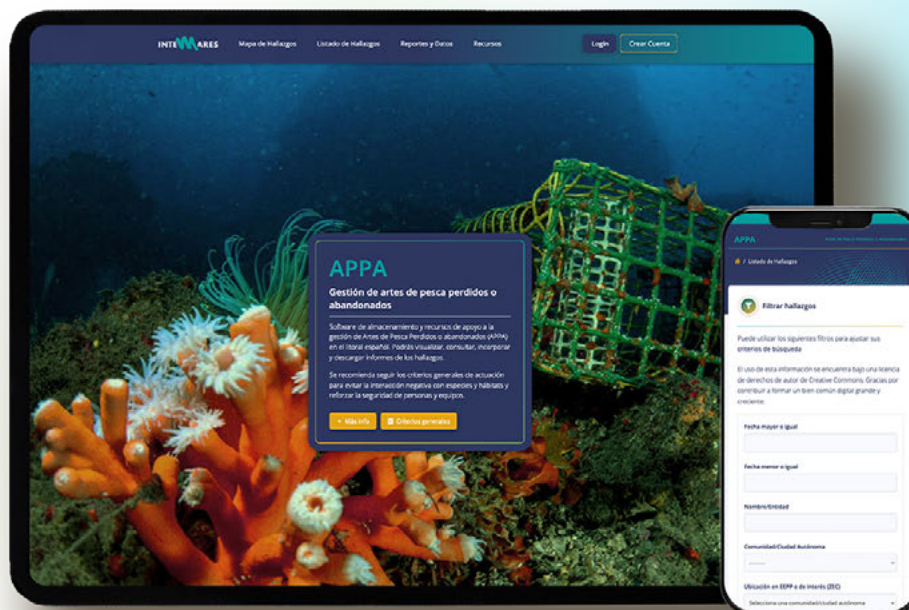 INTEMARES Mapa de Hallazgos Listado de Hallazgos Reportes y Datos Recursos Login Crear Cuenta
APPA
Gestión de artes de pesca perdidos o
abandonados
Software de almacenamiento y recursos de apoyo a la
gestión de Artes de Pesca Perdidos o abandonados (APPA)
en el litoral español. Podrás visualizar, consultar, incorporar
y descargar informes de los hallazgos.
Se recomienda seguir los criterios generales de actuación
para evitar la interacción negativa con especies y hábitats y
reforzar la seguridad de personas y equipos.
+ Más info Criterios generales
APPA
/ Listado de Hallazgos
Filtrar hallazgos
Puede utilizar los siguientes filtros para ajustar sus
criterios de búsqueda
El uso de esta información se encuentra bajo una licencia
de derechos de autor de Creative Commons. Gracias por
contribuir a formar un bien común digital grande y
creciente.
Fecha mayor o igual
Fecha menor o igual
Nombre/Entidad
Comunidad/Ciudad Autónoma
---------
Ubicación en EEPP o de Interés (ZEC)
Selecciona una comunidad/ciudad autónoma